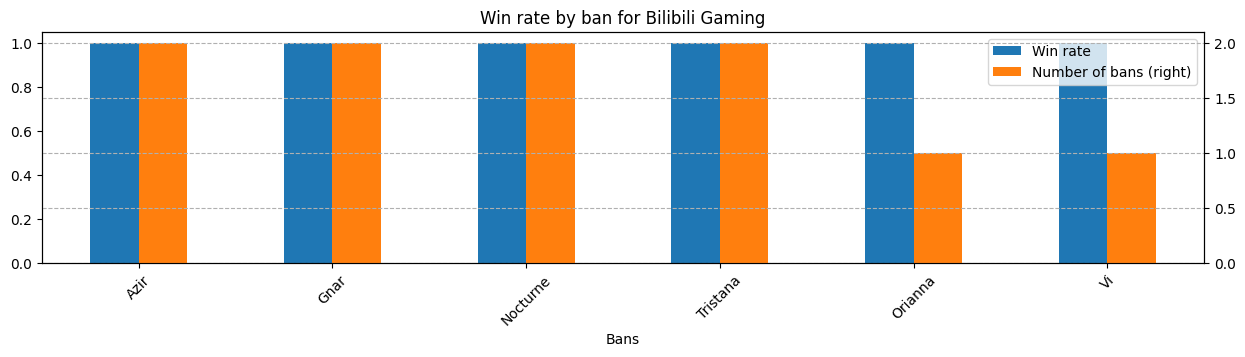 Win rate by ban for Bilibili Gaming
1.0
0.8
0.6
0.4
0.2
0.0
Win rate
Number of bans (right)
2.0
1.5
1.0
0.5
0.0
Azir
Gnar
Nocturne
Tristana
Orianna
Vi
Bans